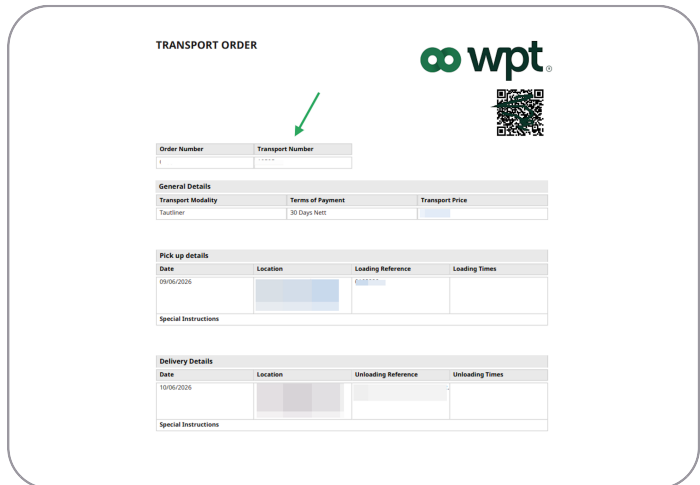 TRANSPORT ORDER
wpt®
Order Number Transport Number
General Details
Transport Modality Terms of Payment Transport Price
Tautliner 30 Days Nett
Pick up details
Date Location Loading Reference Loading Times
09/06/2026
Special Instructions
Delivery Details
Date Location Unloading Reference Unloading Times
10/06/2026
Special Instructions